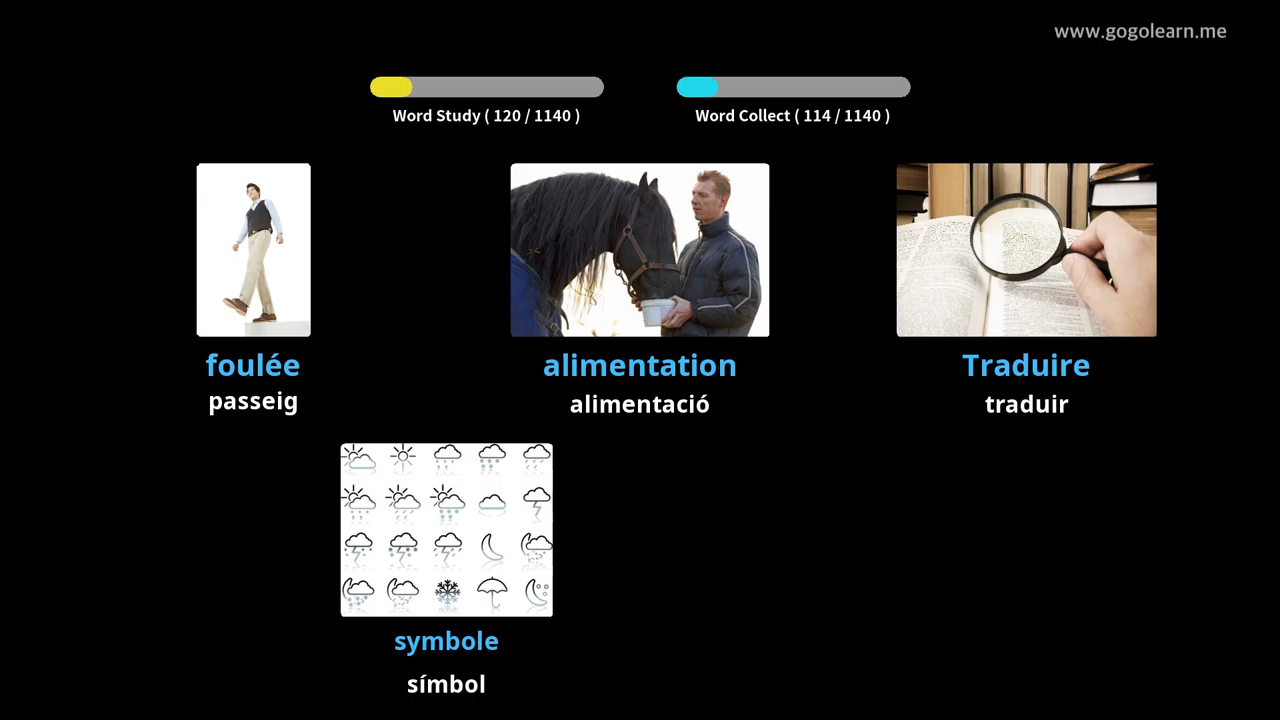 www.gogolearn.me
Word Study ( 120 / 1140 )
Word Collect ( 114 / 1140 )
foulée
passeig
alimentation
alimentació
Traduire
traduir
symbole
símbol